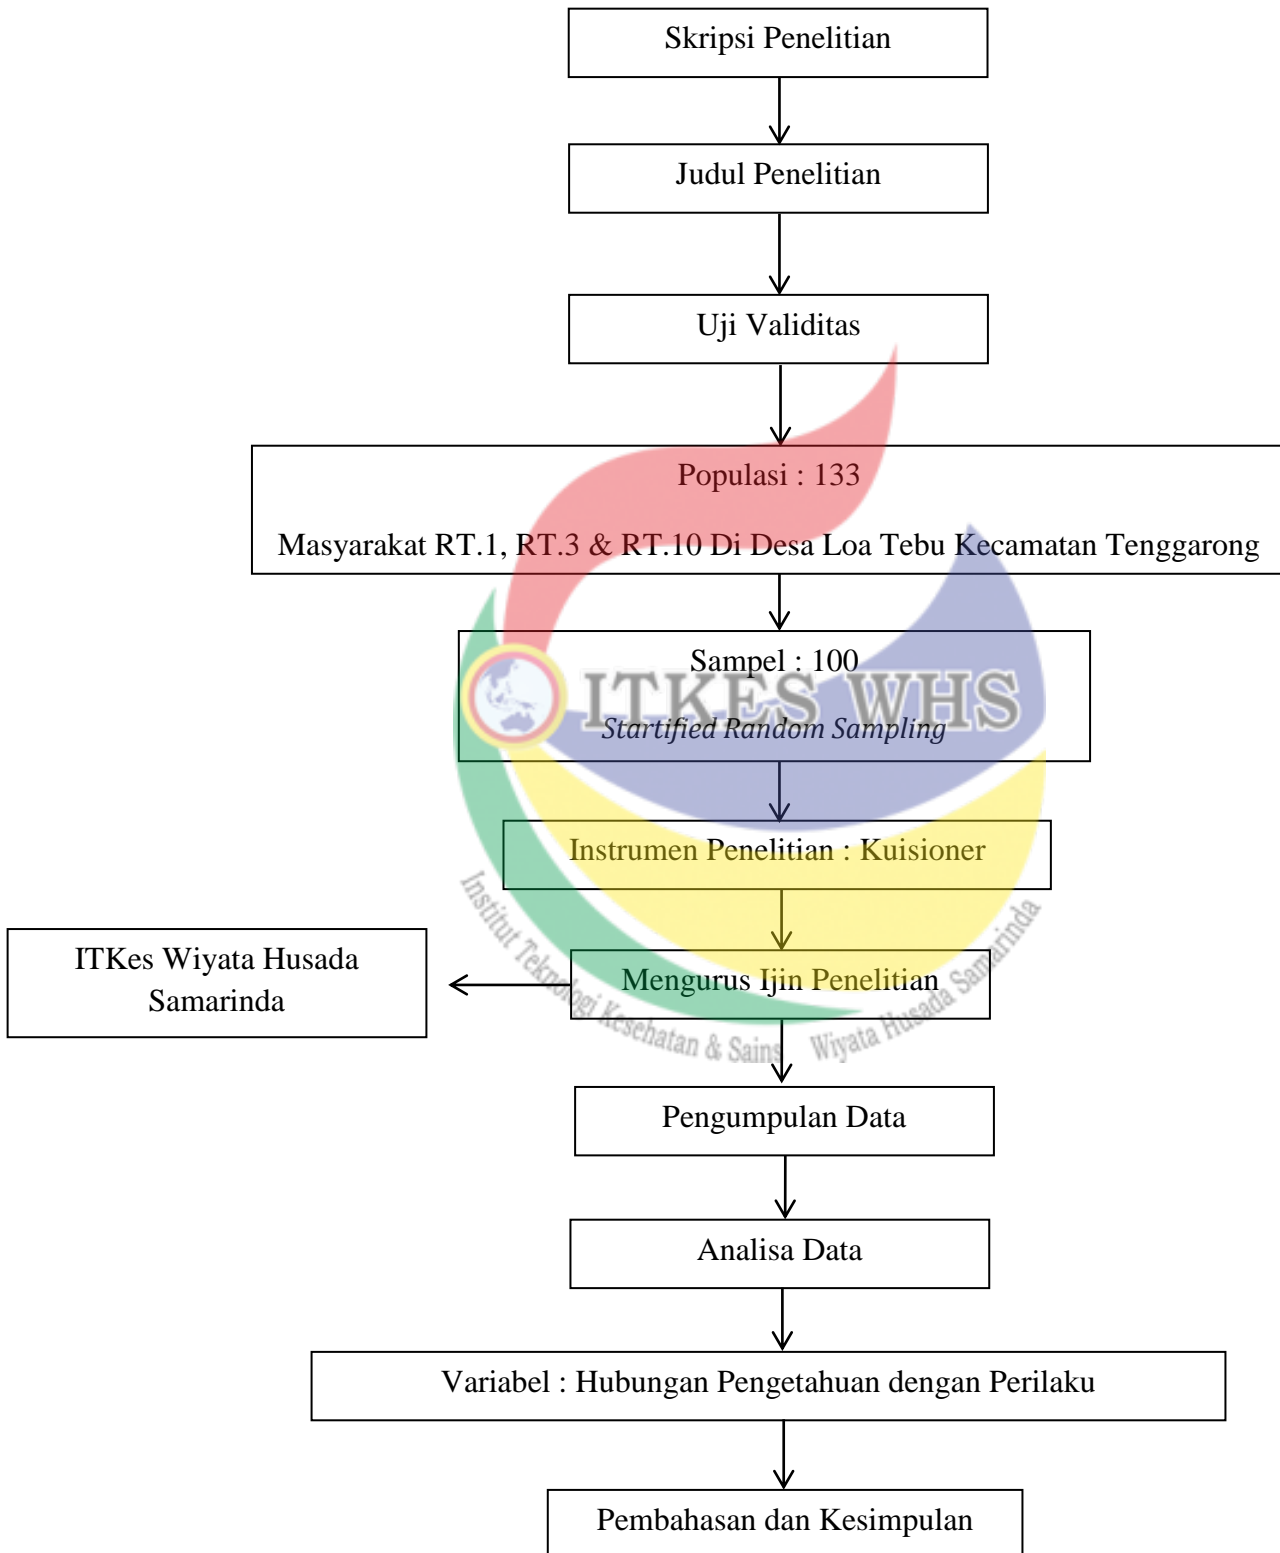 Skripsi Penelitian
Judul Penelitian
Uji Validitas
Populasi : 133
Masyarakat RT.1, RT.3 & RT.10 Di Desa Loa Tebu Kecamatan Tenggarong
Sampel : 100
ITKES WHS
Startified Random Sampling
Instrumen Penelitian : Kuisioner
Institut Teknologi Kesehatan & Sains Wiyata Husada Samarinda
ITKes Wiyata Husada
Samarinda
Mengurus Ijin Penelitian
Pengumpulan Data
Analisa Data
Variabel : Hubungan Pengetahuan dengan Perilaku
Pembahasan dan Kesimpulan